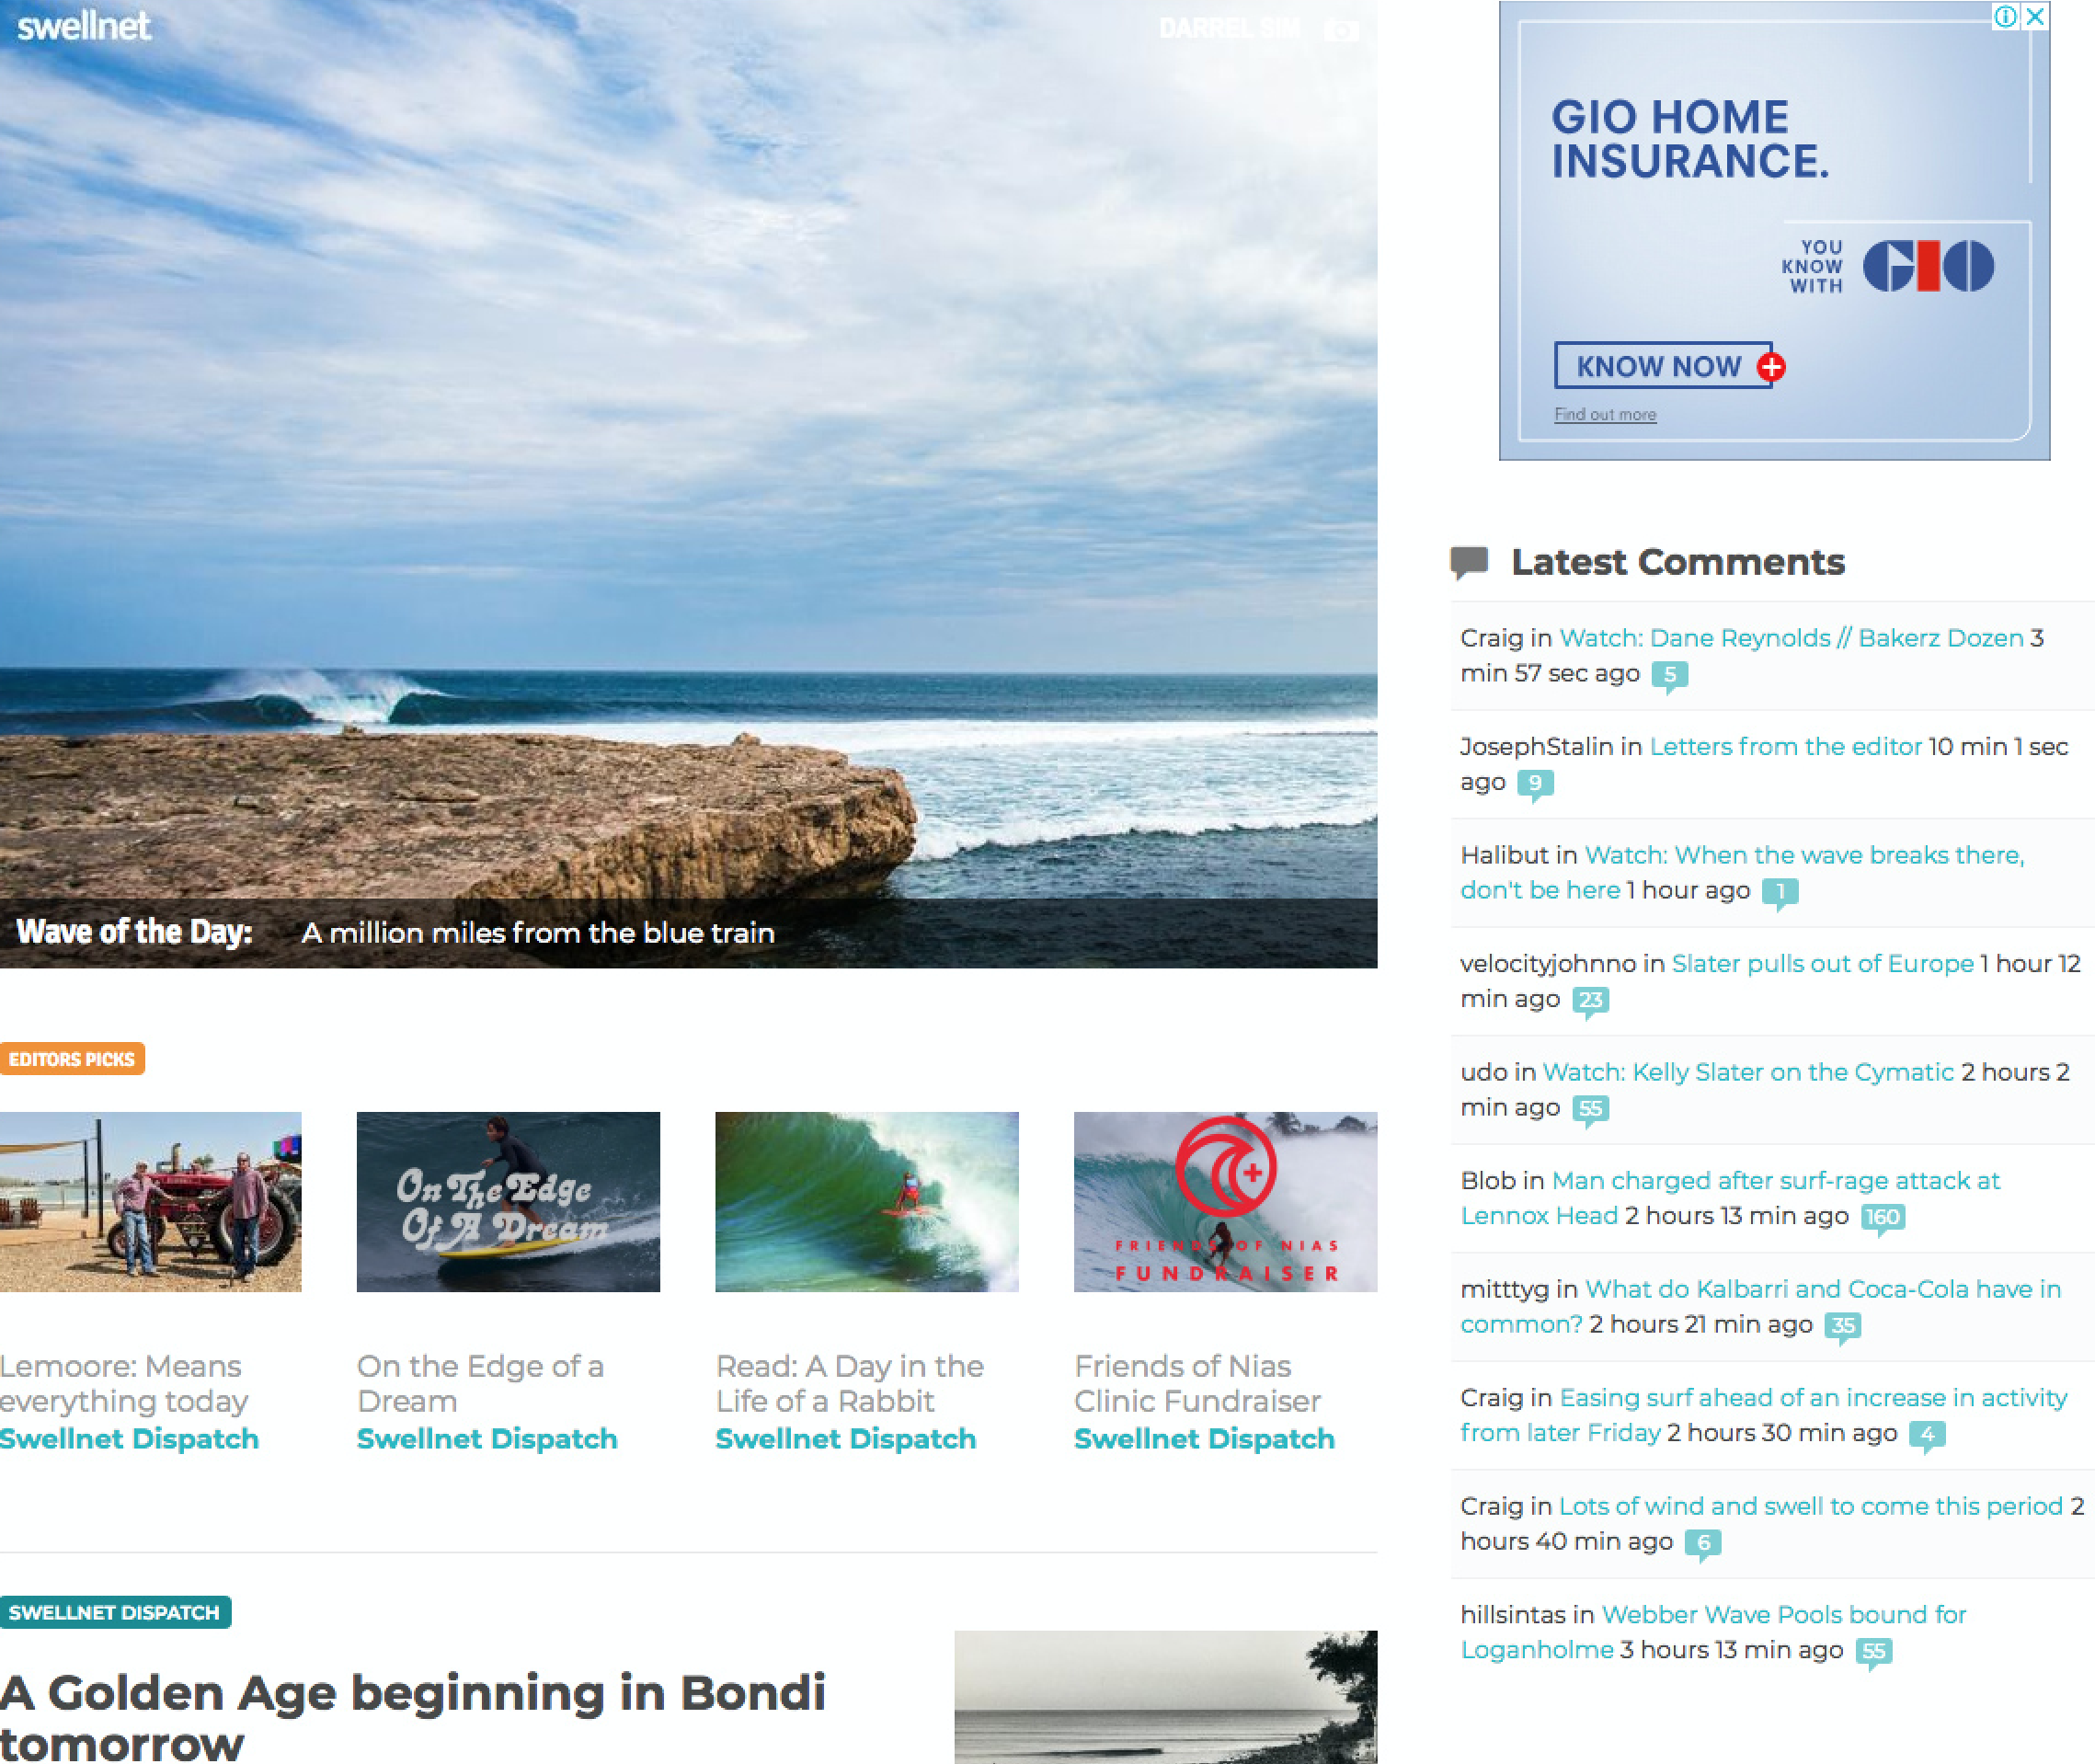 swellnet
DARREL SIM
Wave of the Day: A million miles from the blue train
EDITORS PICKS
On The Edge
Of A Dream
FRIENDS OF NIAS
FUNDRAISER
Lemoore: Means
everything today
Swellnet Dispatch
On the Edge of a
Dream
Swellnet Dispatch
Read: A Day in the
Life of a Rabbit
Swellnet Dispatch
Friends of Nias
Clinic Fundraiser
Swellnet Dispatch
SWELLNET DISPATCH
A Golden Age beginning in Bondi
tomorrow
GIO HOME
INSURANCE.
YOU
KNOW
WITH
GIO
KNOW NOW +
Find out more
Latest Comments
Craig in Watch: Dane Reynolds // Bakerz Dozen 3
min 57 sec ago 5
JosephStalin in Letters from the editor 10 min 1 sec
ago 9
Halibut in Watch: When the wave breaks there,
don't be here 1 hour ago 1
velocityjohnno in Slater pulls out of Europe 1 hour 12
min ago 23
udo in Watch: Kelly Slater on the Cymatic 2 hours 2
min ago 55
Blob in Man charged after surf-rage attack at
Lennox Head 2 hours 13 min ago 160
mitttyg in What do Kalbarri and Coca-Cola have in
common? 2 hours 21 min ago 35
Craig in Easing surf ahead of an increase in activity
from later Friday 2 hours 30 min ago 4
Craig in Lots of wind and swell to come this period 2
hours 40 min ago 6
hillsintas in Webber Wave Pools bound for
Loganholme 3 hours 13 min ago 55